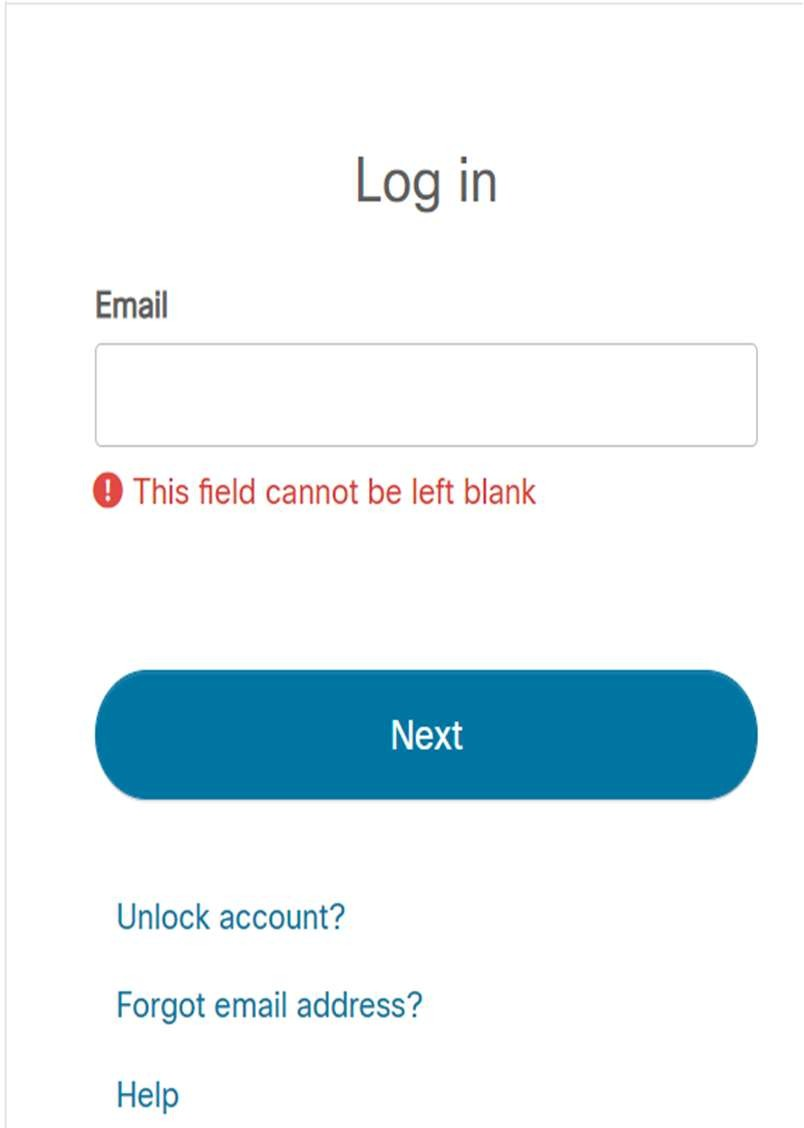 Log in
Email
! This field cannot be left blank
Next
Unlock account?
Forgot email address?
Help